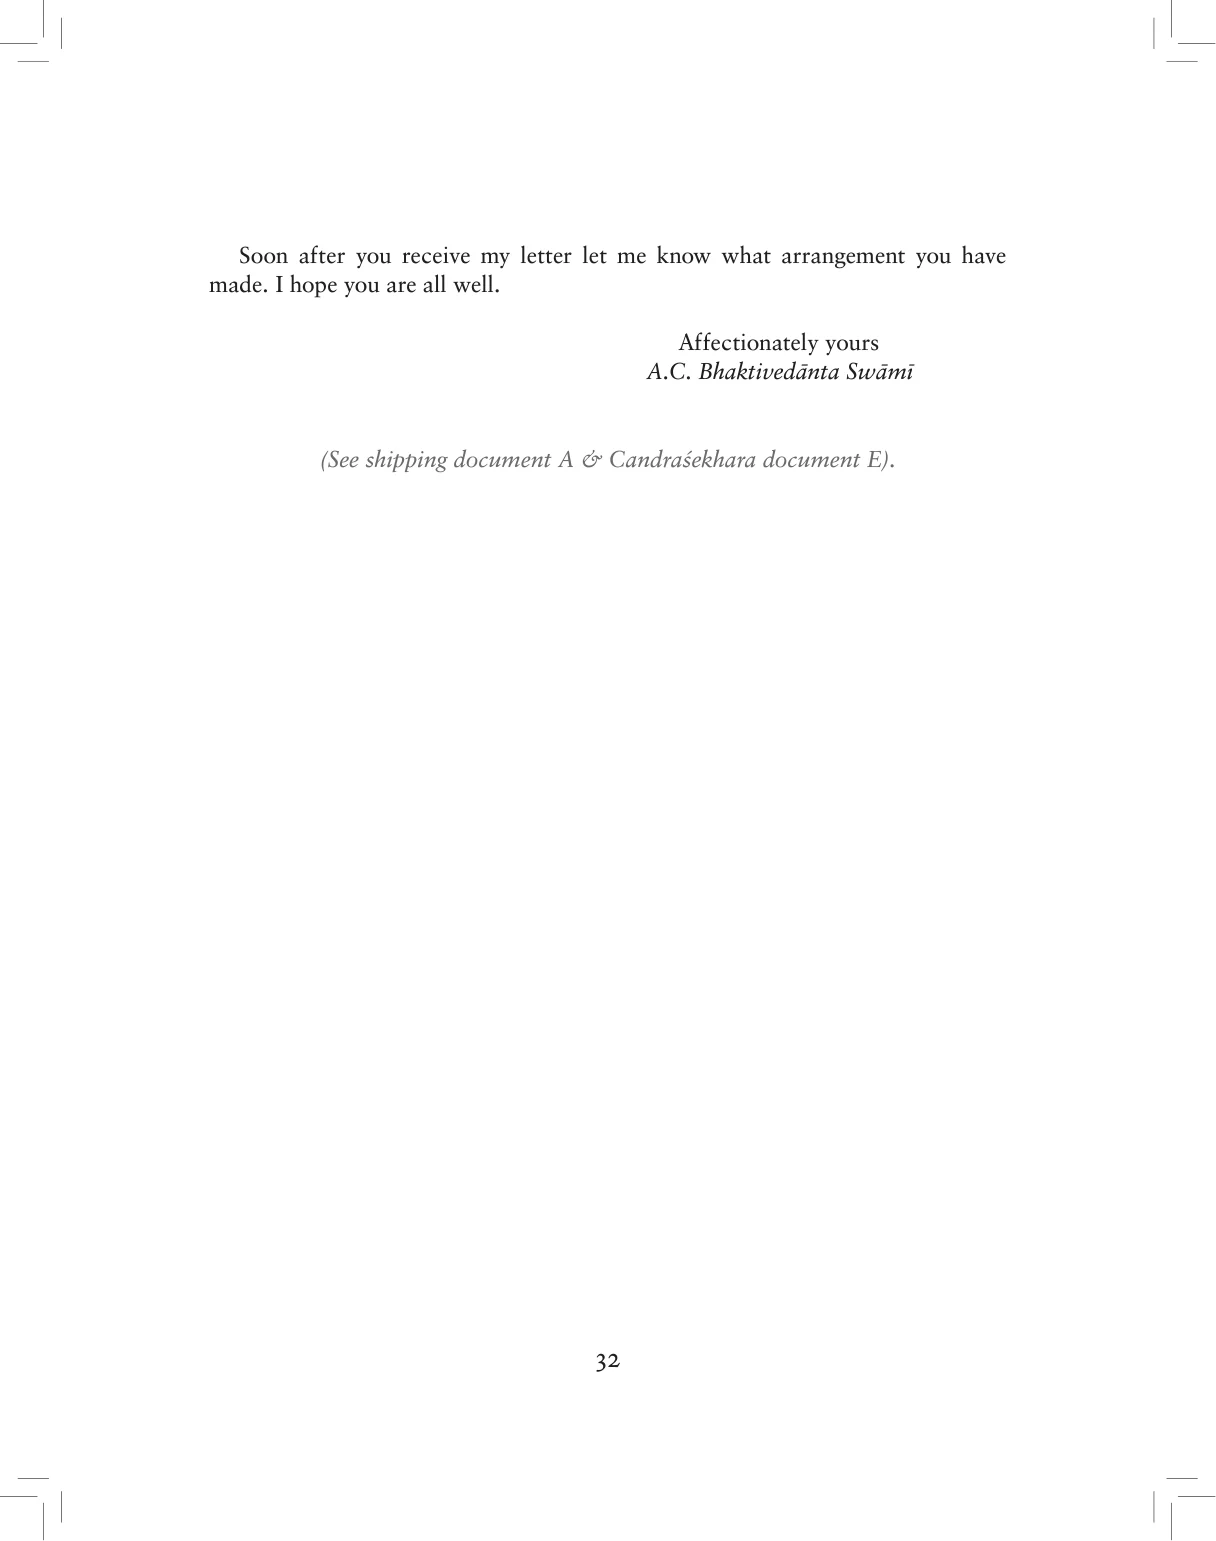 Soon after you receive my letter let me know what arrangement you have
made. I hope you are all well.
Affectionately yours
A.C. Bhaktivedānta Swāmī
(See shipping document A & Candraśekhara document E).
32